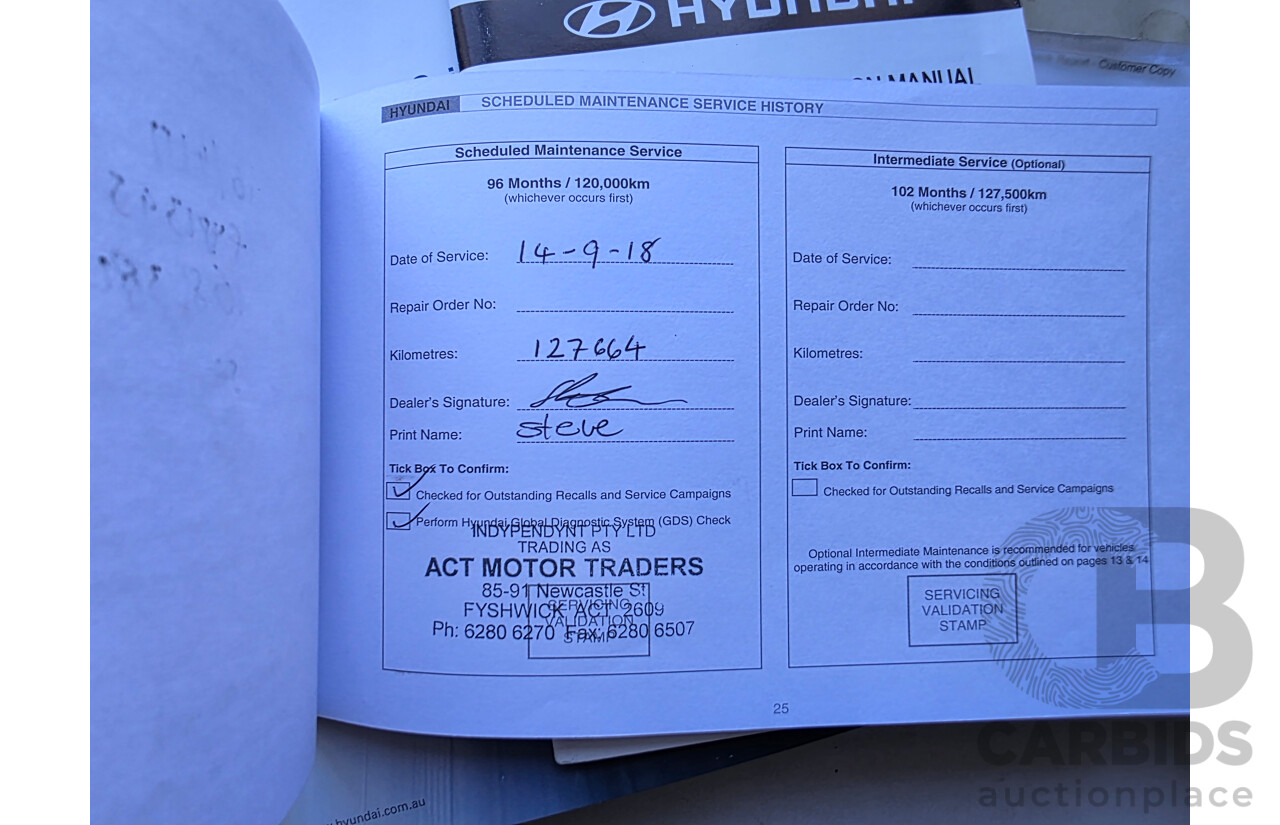 HYUNDAI
ON MANUAL
Customer Copy
HYUNDAI SCHEDULED MAINTENANCE SERVICE HISTORY
Scheduled Maintenance Service
96 Months / 120,000km
(whichever occurs first)
Date of Service: 14-9-18
Repair Order No:
Kilometres: 127664
Dealer's Signature:
Print Name: steve
Tick Box To Confirm:
Checked for Outstanding Recalls and Service Campaigns
Perform Hyundai Global Diagnostic System (GDS) Check
INDYPENDYNT PTY LTD
TRADING AS
ACT MOTOR TRADERS
85-91 Newcastle St
FYSHWICK ACT 2609
Ph: 6280 6270 Fax: 6280 6507
SERVICING
VALIDATION
STAMP
Intermediate Service (Optional)
102 Months / 127,500km
(whichever occurs first)
Date of Service:
Repair Order No:
Kilometres:
Dealer's Signature:
Print Name:
Tick Box To Confirm:
Checked for Outstanding Recalls and Service Campaigns
Optional Intermediate Maintenance is recommended for vehicles
operating in accordance with the conditions outlined on pages 13 & 14
SERVICING
VALIDATION
STAMP
25
www.hyundai.com.au
CARBIDS
auctionplace